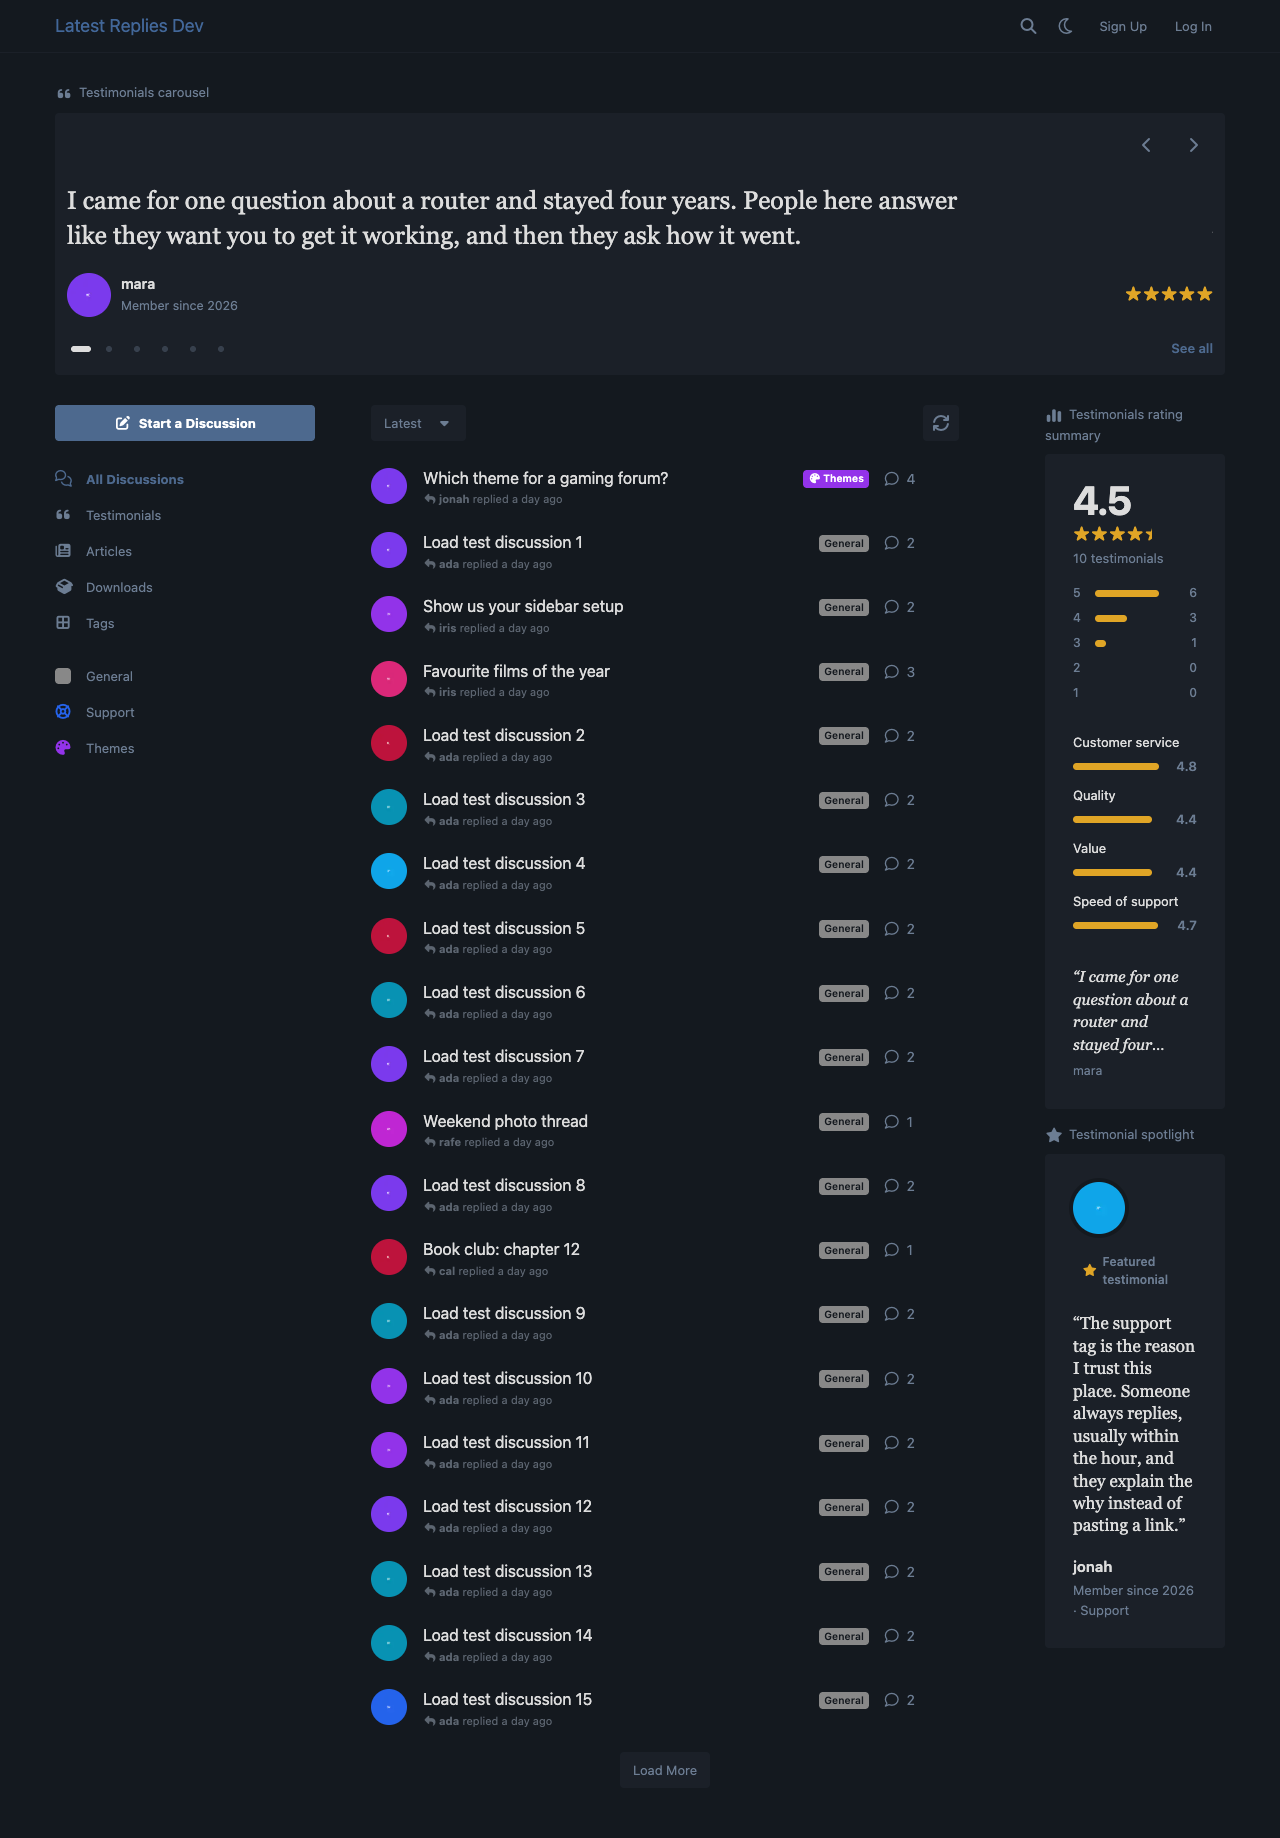 Latest Replies Dev
Sign Up
Log In
Testimonials carousel
I came for one question about a router and stayed four years. People here answer
like they want you to get it working, and then they ask how it went.
mara
Member since 2026
See all
Start a Discussion
All Discussions
Testimonials
Articles
Downloads
Tags
General
Support
Themes
Latest
Which theme for a gaming forum?
Themes
4
jonah replied a day ago
Load test discussion 1
General
2
ada replied a day ago
Show us your sidebar setup
General
2
iris replied a day ago
Favourite films of the year
General
3
iris replied a day ago
Load test discussion 2
General
2
ada replied a day ago
Load test discussion 3
General
2
ada replied a day ago
Load test discussion 4
General
2
ada replied a day ago
Load test discussion 5
General
2
ada replied a day ago
Load test discussion 6
General
2
ada replied a day ago
Load test discussion 7
General
2
ada replied a day ago
Weekend photo thread
General
1
rafe replied a day ago
Load test discussion 8
General
2
ada replied a day ago
Book club: chapter 12
General
1
cal replied a day ago
Load test discussion 9
General
2
ada replied a day ago
Load test discussion 10
General
2
ada replied a day ago
Load test discussion 11
General
2
ada replied a day ago
Load test discussion 12
General
2
ada replied a day ago
Load test discussion 13
General
2
ada replied a day ago
Load test discussion 14
General
2
ada replied a day ago
Load test discussion 15
General
2
ada replied a day ago
Load More
Testimonials rating
summary
4.5
10 testimonials
5 6
4 3
3 1
2 0
1 0
Customer service
4.8
Quality
4.4
Value
4.4
Speed of support
4.7
“I came for one
question about a
router and
stayed four…
mara
Testimonial spotlight
Featured
testimonial
“The support
tag is the reason
I trust this
place. Someone
always replies,
usually within
the hour, and
they explain the
why instead of
pasting a link.”
jonah
Member since 2026
· Support